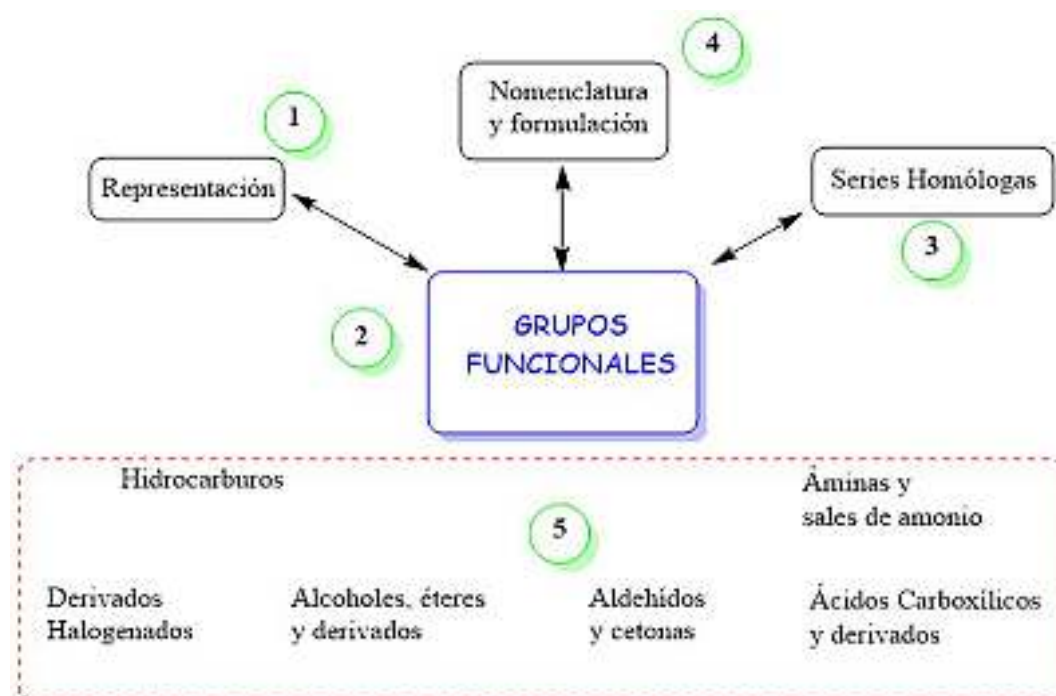 4
Nomenclatura
y formulación
1
Representación
Series Homólogas
3
2
GRUPOS
FUNCIONALES
Hidrocarburos
Áminas y
sales de amonio
5
Derivados
Halogenados
Alcoholes, éteres
y derivados
Aldehídos
y cetonas
Ácidos Carboxílicos
y derivados